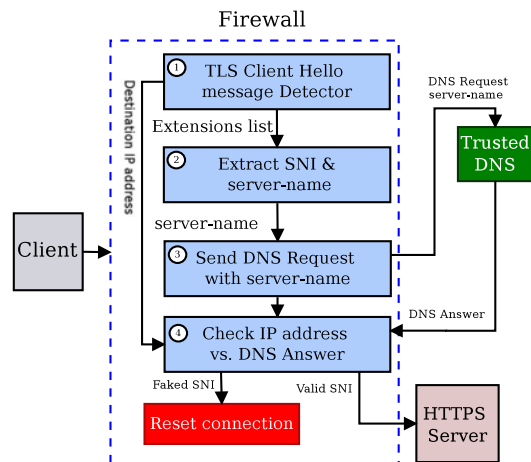 Firewall
1
TLS Client Hello
message Detector
Destination IP address
Extensions list
2
Extract SNI &
server-name
server-name
3
Send DNS Request
with server-name
4
Check IP address
vs. DNS Answer
Client
DNS Request
server-name
Trusted
DNS
DNS Answer
Faked SNI
Valid SNI
Reset connection
HTTPS
Server